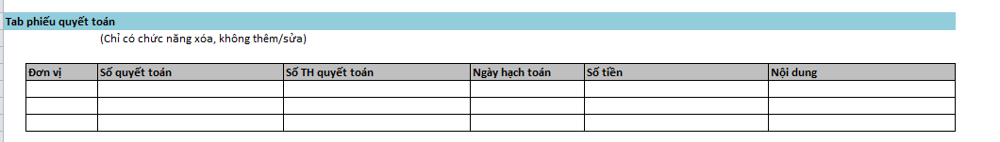 Tab phiếu quyết toán
(Chỉ có chức năng xóa, không thêm/sửa)
Đơn vị Số quyết toán Số TH quyết toán Ngày hạch toán Số tiền Nội dung